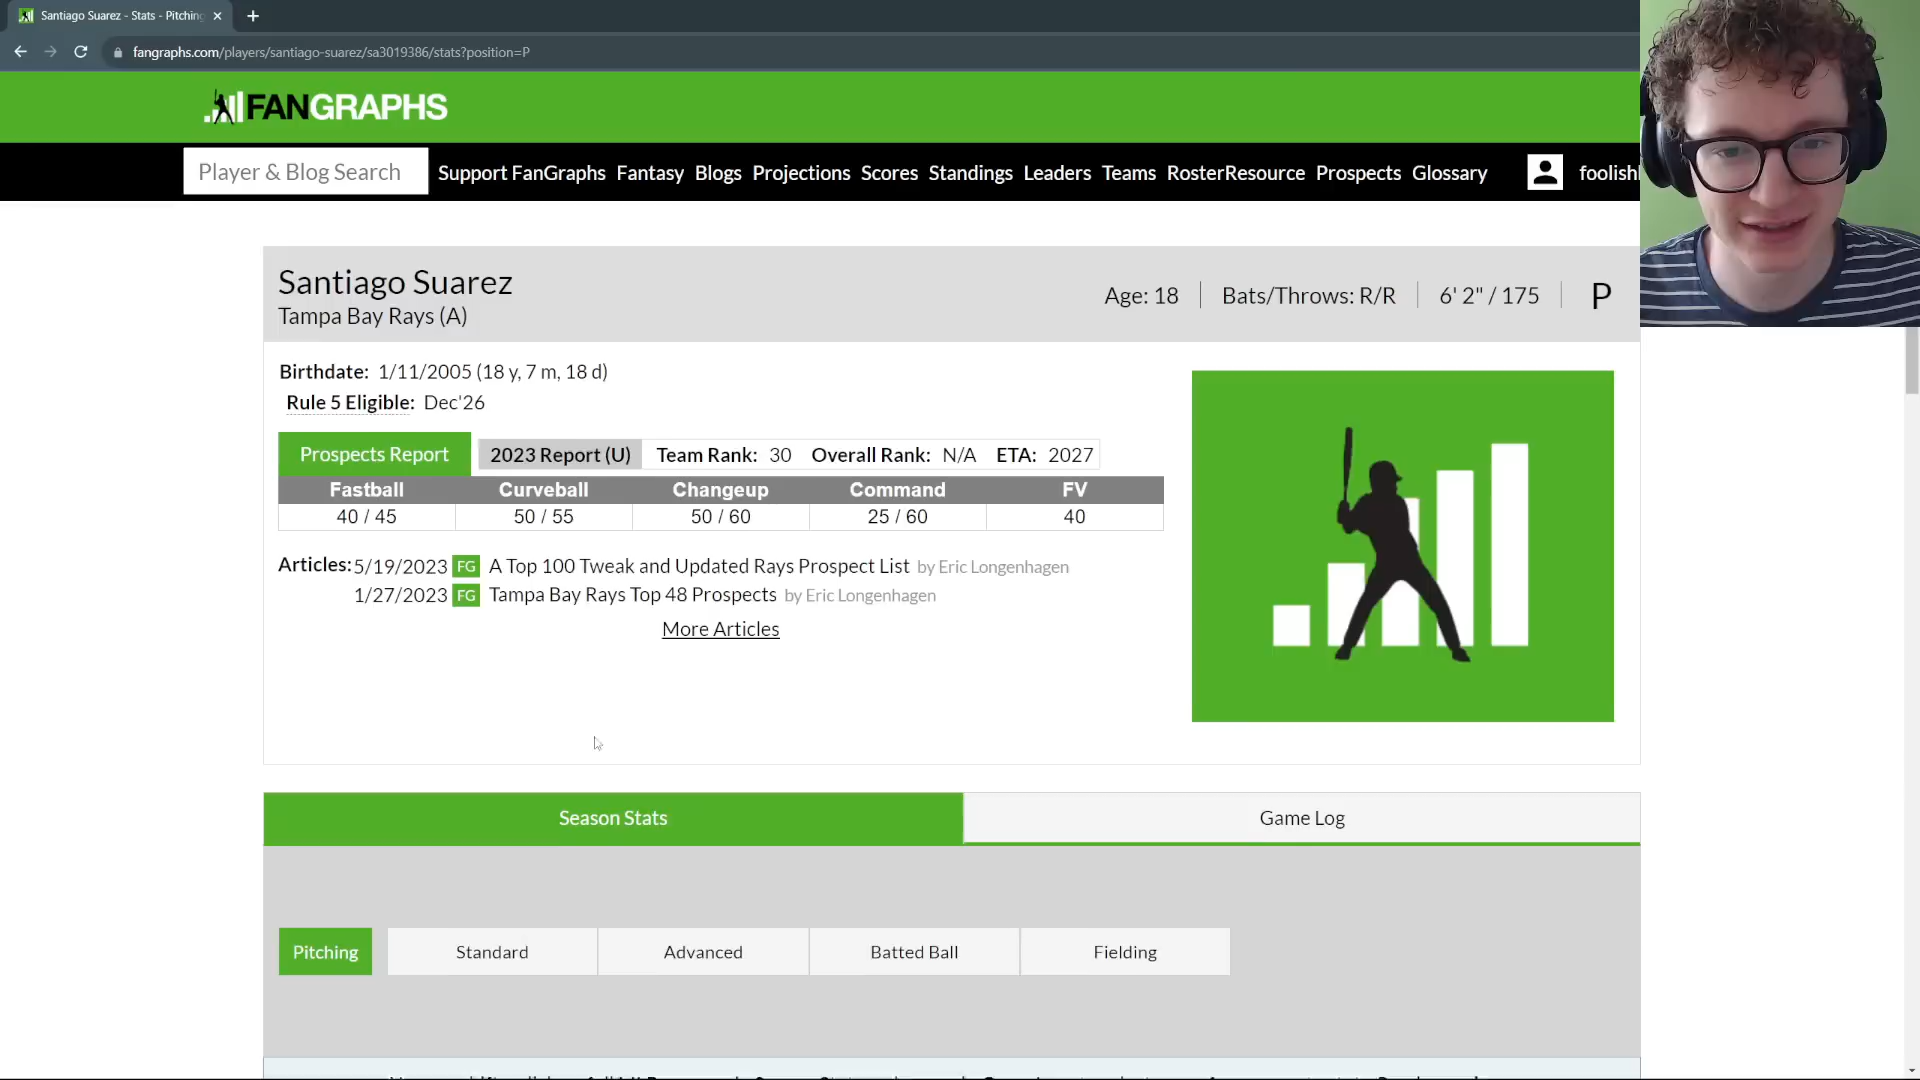 Santiago Suarez - Stats - Pitching
fangraphs.com/players/santiago-suarez/sa3019386/stats?position=P
FANGRAPHS
Player & Blog Search Support FanGraphs Fantasy Blogs Projections Scores Standings Leaders Teams RosterResource Prospects Glossary foolish
Santiago Suarez
Tampa Bay Rays (A)
Age: 18 Bats/Throws: R/R 6' 2" / 175 P
Birthdate: 1/11/2005 (18 y, 7 m, 18 d)
Rule 5 Eligible: Dec'26
Prospects Report 2023 Report (U) Team Rank: 30 Overall Rank: N/A ETA: 2027
Fastball Curveball Changeup Command FV
40 / 45 50 / 55 50 / 60 25 / 60 40
Articles: 5/19/2023 FG A Top 100 Tweak and Updated Rays Prospect List by Eric Longenhagen
1/27/2023 FG Tampa Bay Rays Top 48 Prospects by Eric Longenhagen
More Articles
Season Stats Game Log
Pitching Standard Advanced Batted Ball Fielding